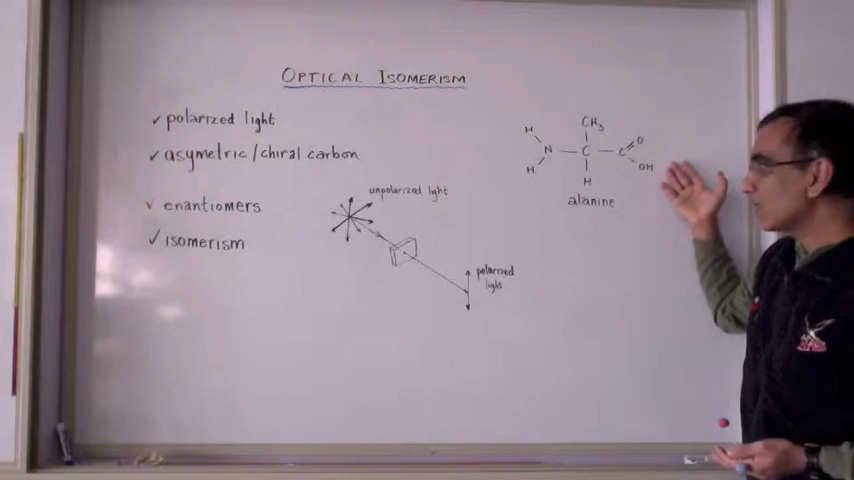 OPTICAL ISOMERISM
✓ polarized light
✓ asymetric/chiral carbon
✓ enantiomers
✓ isomerism
unpolarized light
polarized
light
CH3
H
N — C — C
O
H
OH
H
alanine